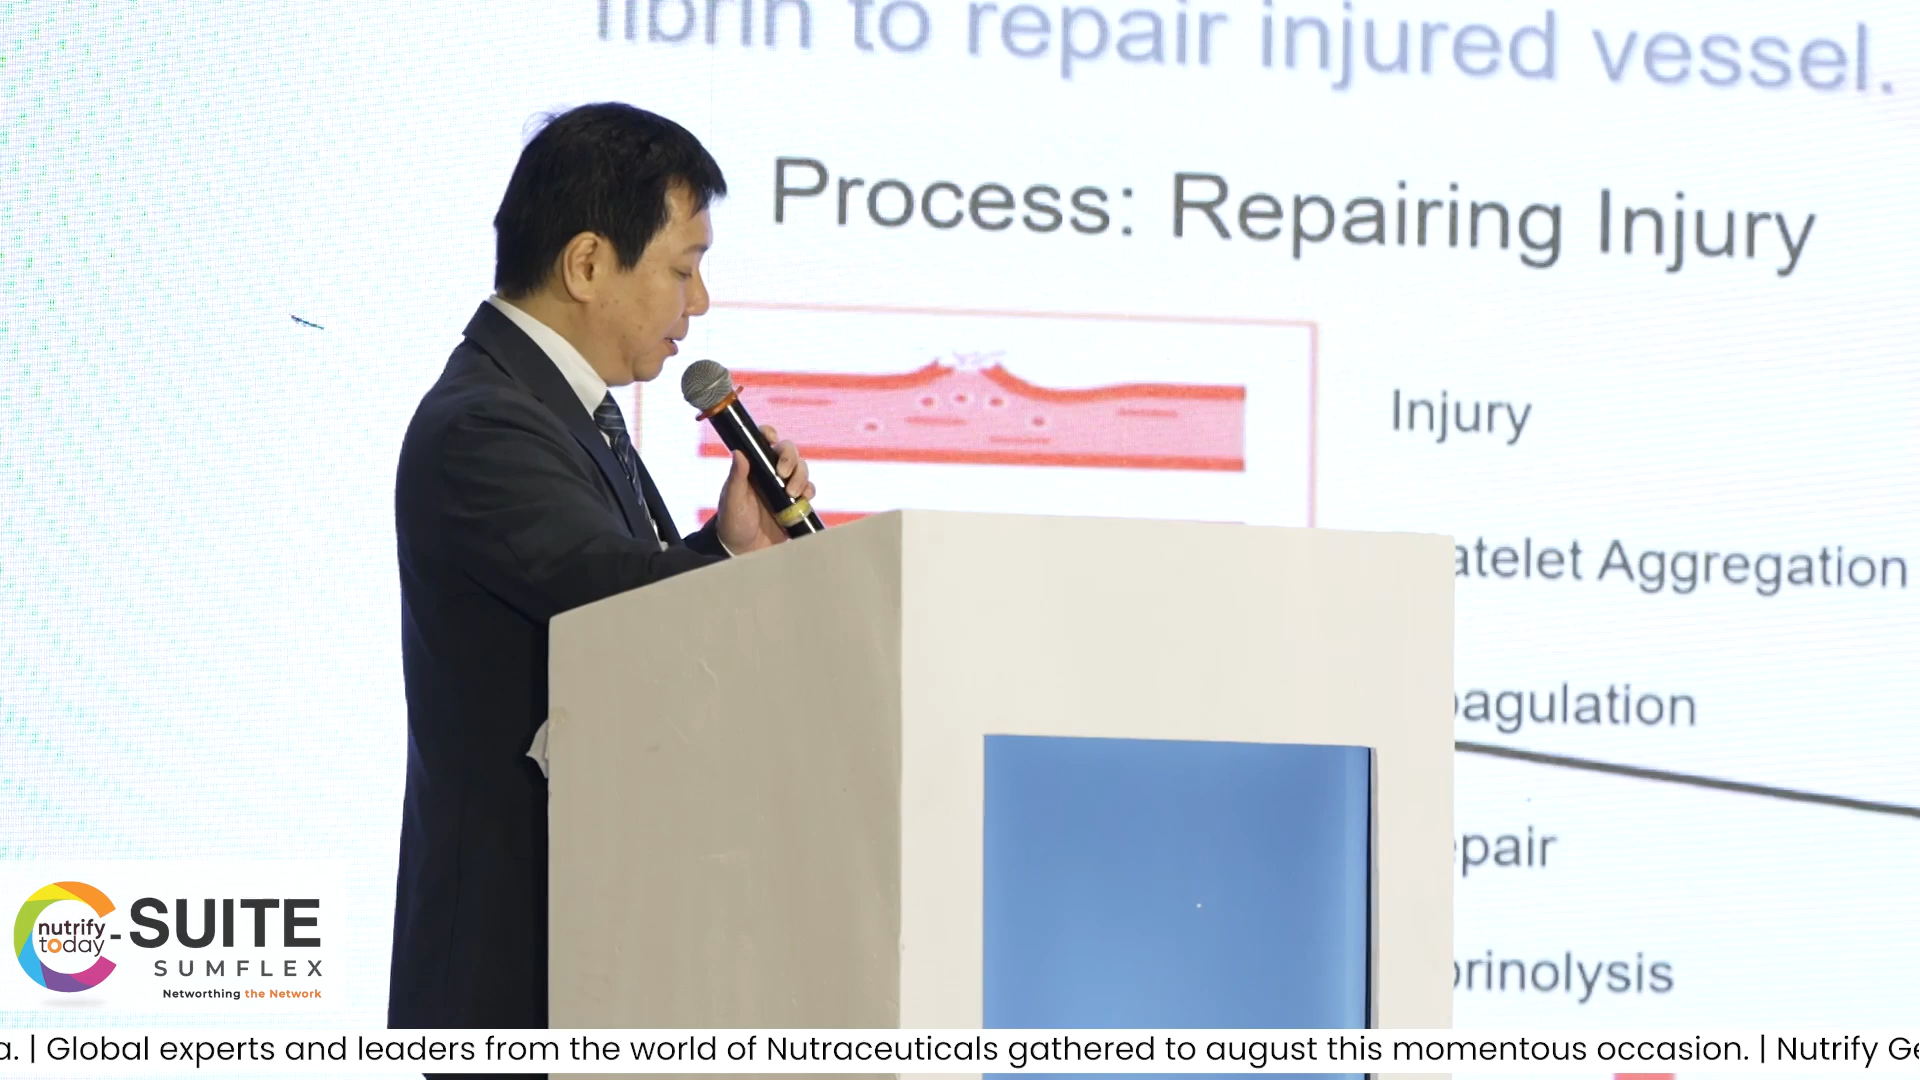 fibrin to repair injured vessel.
Process: Repairing Injury
Injury
atelet Aggregation
agulation
pair
rinolysis
nutrify today -SUITE
SUMFLEX
Networthing the Network
a. | Global experts and leaders from the world of Nutraceuticals gathered to august this momentous occasion. | Nutrify Ge